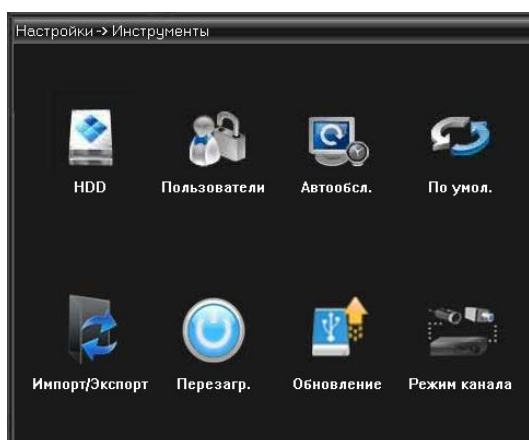 Настройки -> Инструменты
HDD
Пользователи
Автообсл.
По умол.
Импорт/Экспорт
Перезагр.
Обновление
Режим канала